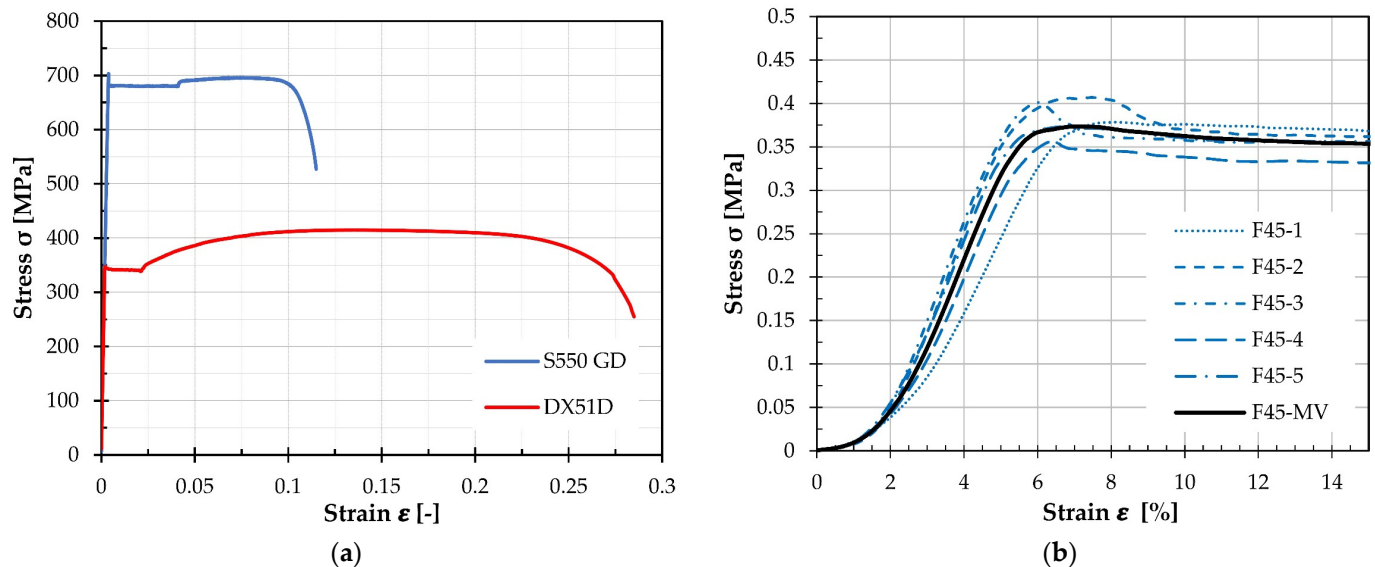 800
700
600
500
400
300
200
100
0
Stress σ [MPa]
S550 GD
DX51D
0 0.05 0.1 0.15 0.2 0.25 0.3
Strain ε [-]
(a)
0.5
0.45
0.4
0.35
0.3
0.25
0.2
0.15
0.1
0.05
0
Stress σ [MPa]
F45-1
F45-2
F45-3
F45-4
F45-5
F45-MV
0 2 4 6 8 10 12 14
Strain ε [%]
(b)